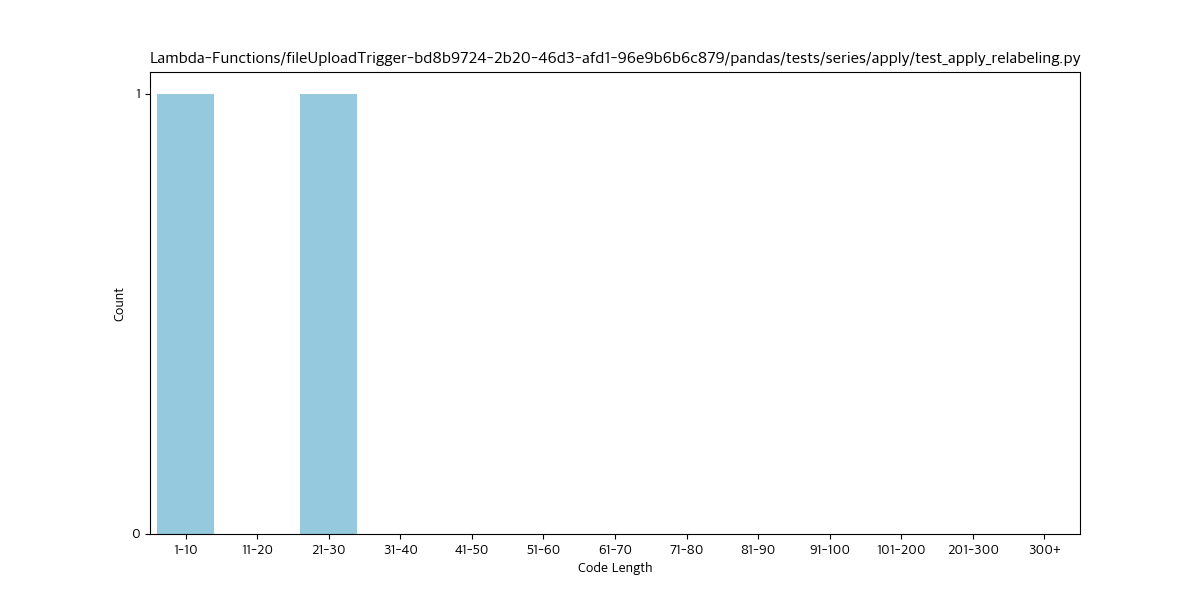 Lambda-Functions/fileUploadTrigger-bd8b9724-2b20-46d3-afd1-96e9b6b6c879/pandas/tests/series/apply/test_apply_relabeling.py
1
Count
0
1-10 11-20 21-30 31-40 41-50 51-60 61-70 71-80 81-90 91-100 101-200 201-300 300+
Code Length